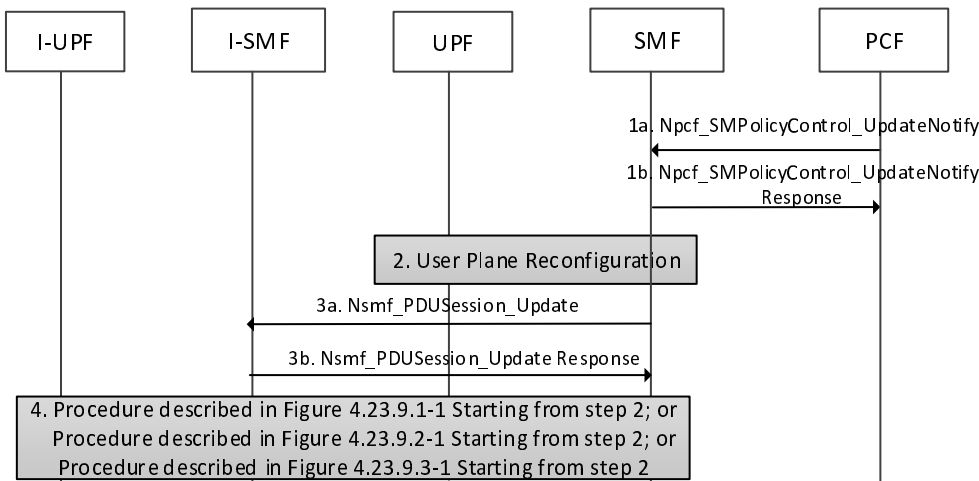 I-UPF
I-SMF
UPF
SMF
PCF
1a. Npcf_SMPolicyControl_UpdateNotify
1b. Npcf_SMPolicyControl_UpdateNotify
Response
2. User Plane Reconfiguration
3a. Nsmf_PDUSession_Update
3b. Nsmf_PDUSession_Update Response
4. Procedure described in Figure 4.23.9.1-1 Starting from step 2; or
Procedure described in Figure 4.23.9.2-1 Starting from step 2; or
Procedure described in Figure 4.23.9.3-1 Starting from step 2